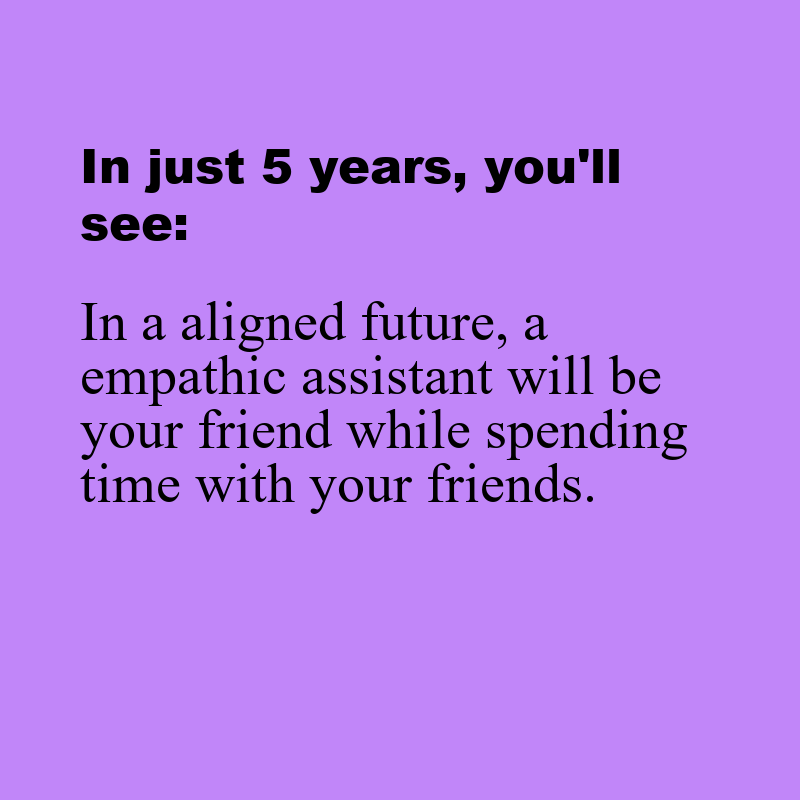 In just 5 years, you'll
see:
In a aligned future, a
empathic assistant will be
your friend while spending
time with your friends.